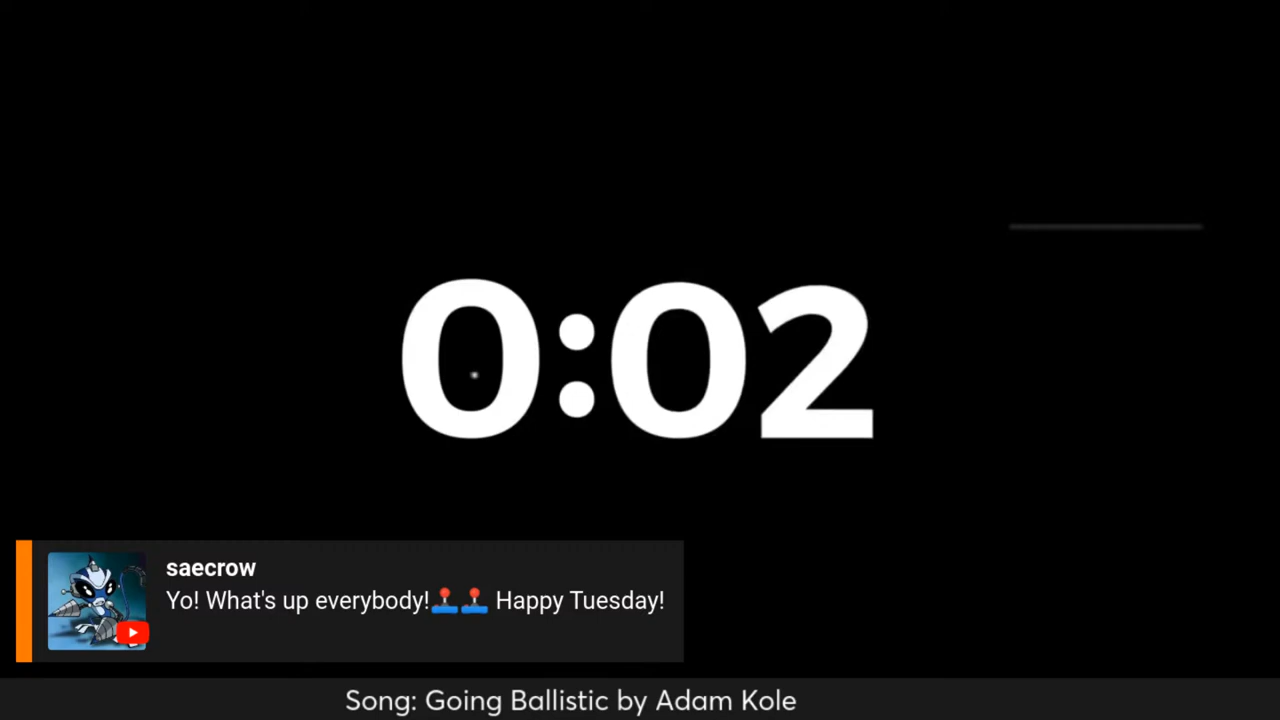 0:02
saecrow
Yo! What's up everybody!🕹️🕹️ Happy Tuesday!
Song: Going Ballistic by Adam Kole